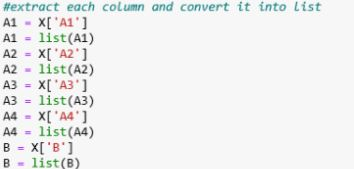 #extract each column and convert it into list
A1 = X['A1']
A1 = list(A1)
A2 = X['A2']
A2 = list(A2)
A3 = X['A3']
A3 = list(A3)
A4 = X['A4']
A4 = list(A4)
B = X['B']
B = list(B)